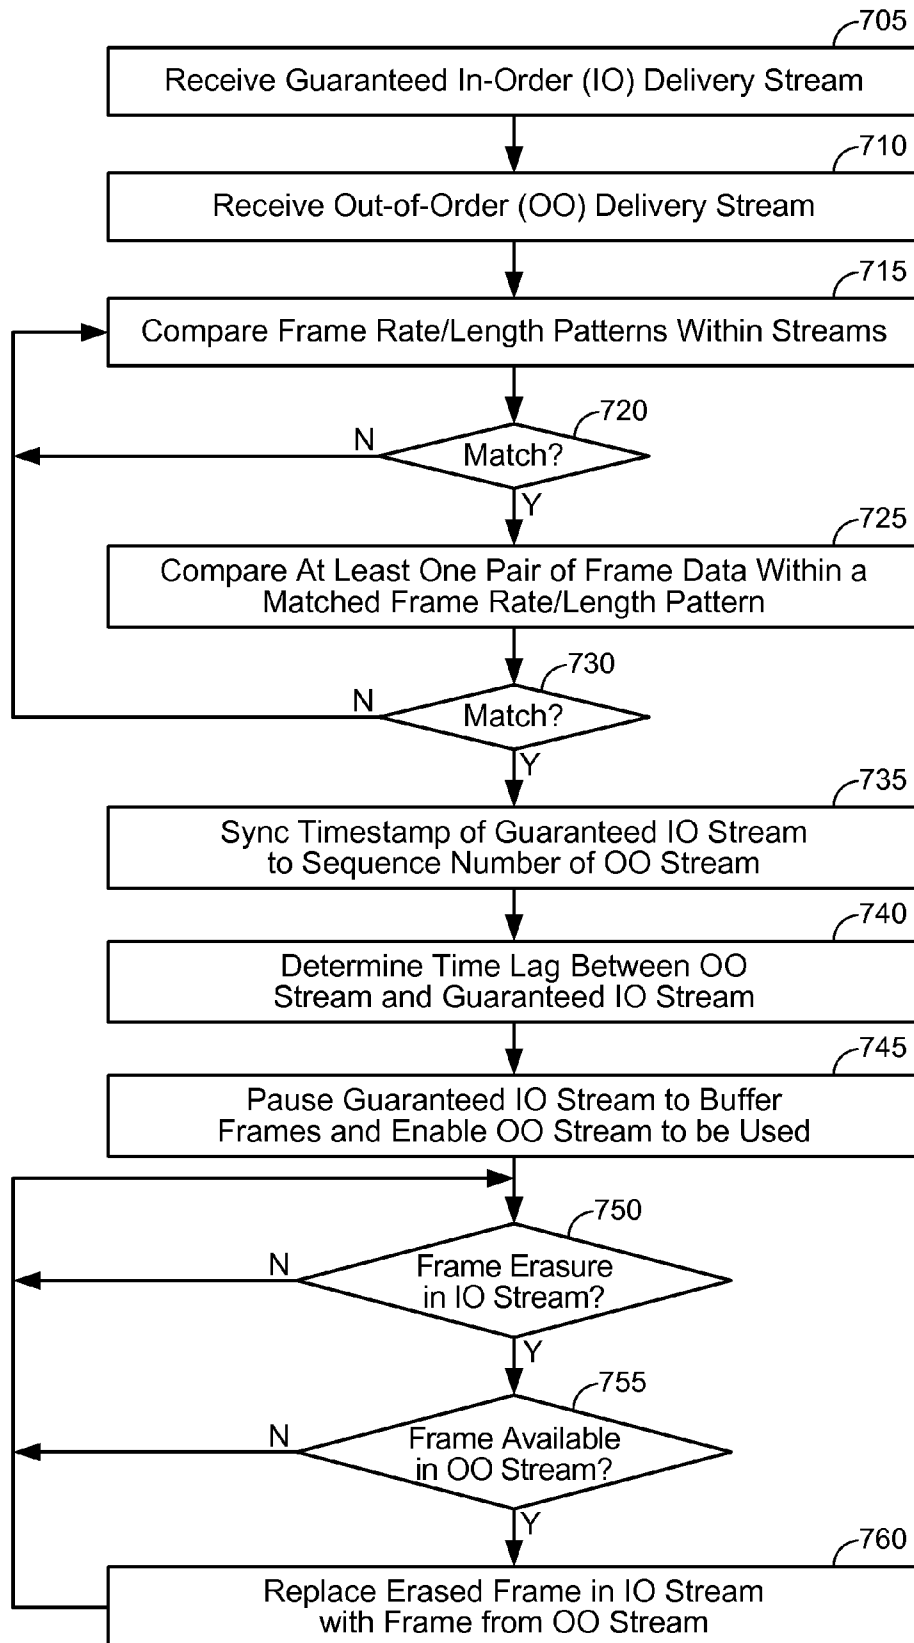 705
Receive Guaranteed In-Order (IO) Delivery Stream
710
Receive Out-of-Order (OO) Delivery Stream
715
Compare Frame Rate/Length Patterns Within Streams
720
N
Match?
Y
725
Compare At Least One Pair of Frame Data Within a
Matched Frame Rate/Length Pattern
730
N
Match?
Y
735
Sync Timestamp of Guaranteed IO Stream
to Sequence Number of OO Stream
740
Determine Time Lag Between OO
Stream and Guaranteed IO Stream
745
Pause Guaranteed IO Stream to Buffer
Frames and Enable OO Stream to be Used
750
N
Frame Erasure
in IO Stream?
Y
755
N
Frame Available
in OO Stream?
Y
760
Replace Erased Frame in IO Stream
with Frame from OO Stream